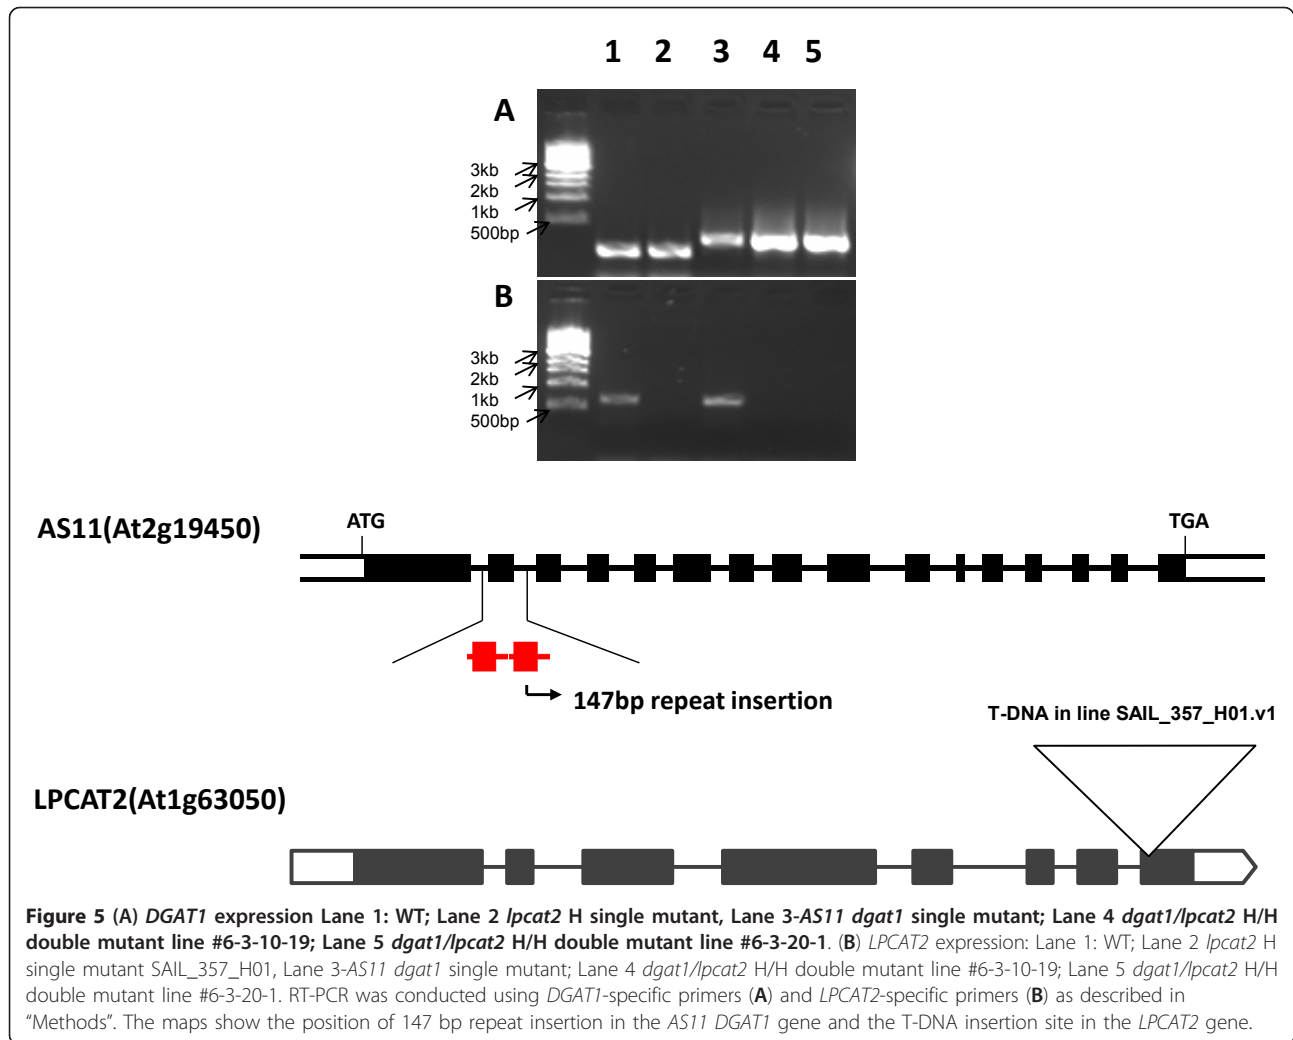 1 2 3 4 5
A
3kb
2kb
1kb
500bp
B
3kb
2kb
1kb
500bp
AS11(At2g19450)
ATG
TGA
147bp repeat insertion
T-DNA in line SAIL_357_H01.v1
LPCAT2(At1g63050)
Figure 5 (A) DGAT1 expression Lane 1: WT; Lane 2 lpcat2 H single mutant, Lane 3-AS11 dgat1 single mutant; Lane 4 dgat1/lpcat2 H/H
double mutant line #6-3-10-19; Lane 5 dgat1/lpcat2 H/H double mutant line #6-3-20-1. (B) LPCAT2 expression: Lane 1: WT; Lane 2 lpcat2 H
single mutant SAIL_357_H01, Lane 3-AS11 dgat1 single mutant; Lane 4 dgat1/lpcat2 H/H double mutant line #6-3-10-19; Lane 5 dgat1/lpcat2 H/H
double mutant line #6-3-20-1. RT-PCR was conducted using DGAT1-specific primers (A) and LPCAT2-specific primers (B) as described in
“Methods”. The maps show the position of 147 bp repeat insertion in the AS11 DGAT1 gene and the T-DNA insertion site in the LPCAT2 gene.